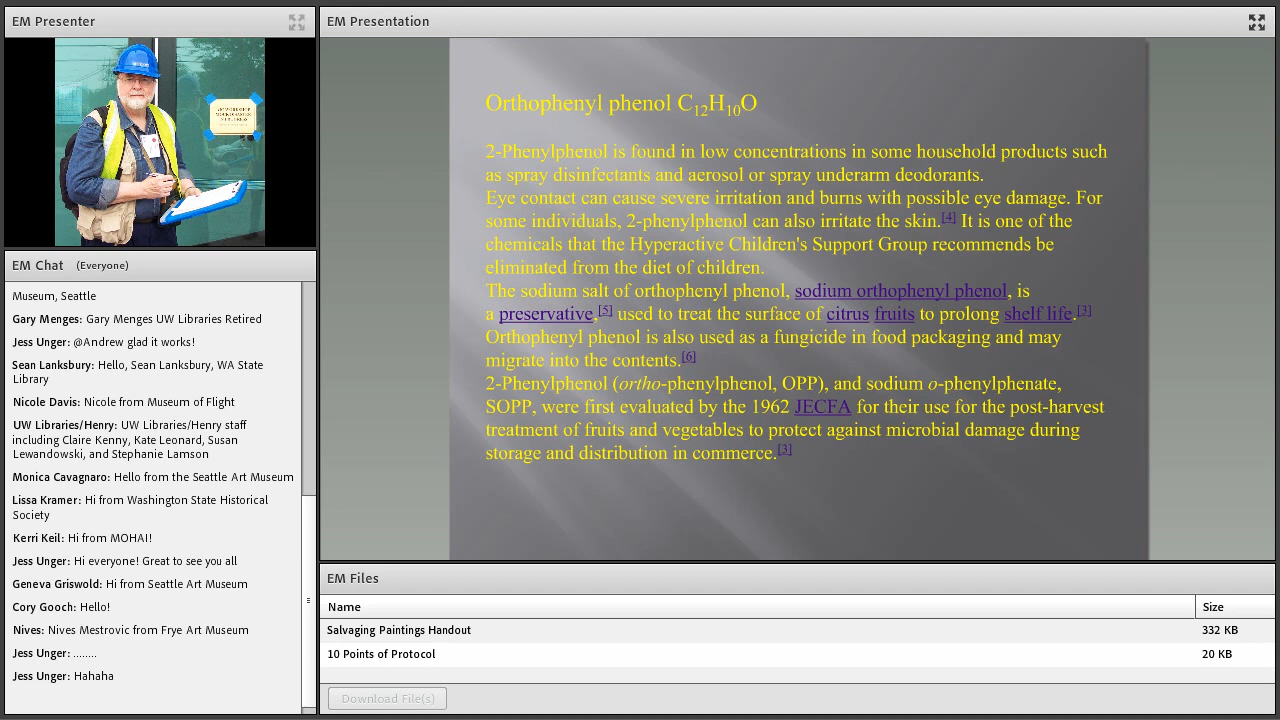 EM Presenter
EM Chat (Everyone)
Museum, Seattle
Gary Menges: Gary Menges UW Libraries Retired
Jess Unger: @Andrew glad it works!
Sean Lanksbury: Hello, Sean Lanksbury, WA State
Library
Nicole Davis: Nicole from Museum of Flight
UW Libraries/Henry: UW Libraries/Henry staff
including Claire Kenny, Kate Leonard, Susan
Lewandowski, and Stephanie Lamson
Monica Cavagnaro: Hello from the Seattle Art Museum
Lissa Kramer: Hi from Washington State Historical
Society
Kerri Keil: Hi from MOHAI!
Jess Unger: Hi everyone! Great to see you all
Geneva Griswold: Hi from Seattle Art Museum
Cory Gooch: Hello!
Nives: Nives Mestrovic from Frye Art Museum
Jess Unger: ........
Jess Unger: Hahaha
EM Presentation
Orthophenyl phenol C12H10O
2-Phenylphenol is found in low concentrations in some household products such
as spray disinfectants and aerosol or spray underarm deodorants.
Eye contact can cause severe irritation and burns with possible eye damage. For
some individuals, 2-phenylphenol can also irritate the skin.[4] It is one of the
chemicals that the Hyperactive Children's Support Group recommends be
eliminated from the diet of children.
The sodium salt of orthophenyl phenol, sodium orthophenyl phenol, is
a preservative,[5] used to treat the surface of citrus fruits to prolong shelf life.[3]
Orthophenyl phenol is also used as a fungicide in food packaging and may
migrate into the contents.[6]
2-Phenylphenol (ortho-phenylphenol, OPP), and sodium o-phenylphenate,
SOPP, were first evaluated by the 1962 JECFA for their use for the post-harvest
treatment of fruits and vegetables to protect against microbial damage during
storage and distribution in commerce.[3]
EM Files
Name Size
Salvaging Paintings Handout 332 KB
10 Points of Protocol 20 KB
Download File(s)